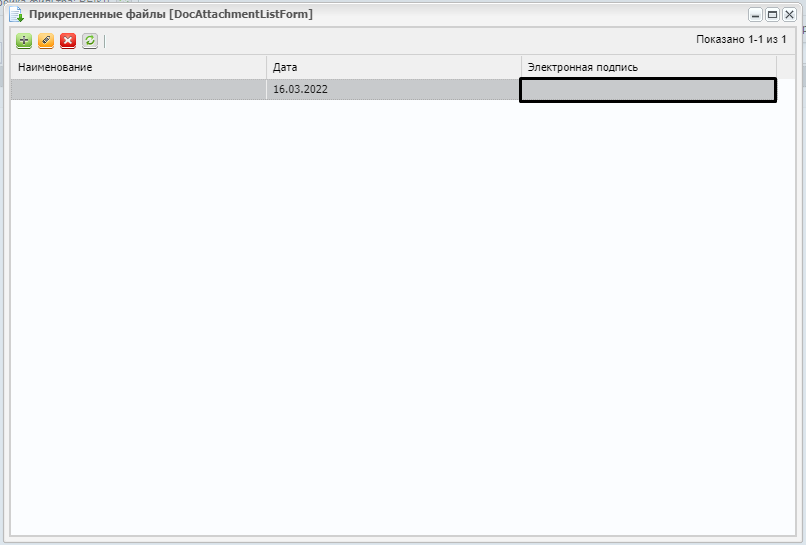 Прикрепленные файлы [DocAttachmentListForm]
Показано 1-1 из 1
Наименование Дата Электронная подпись
16.03.2022